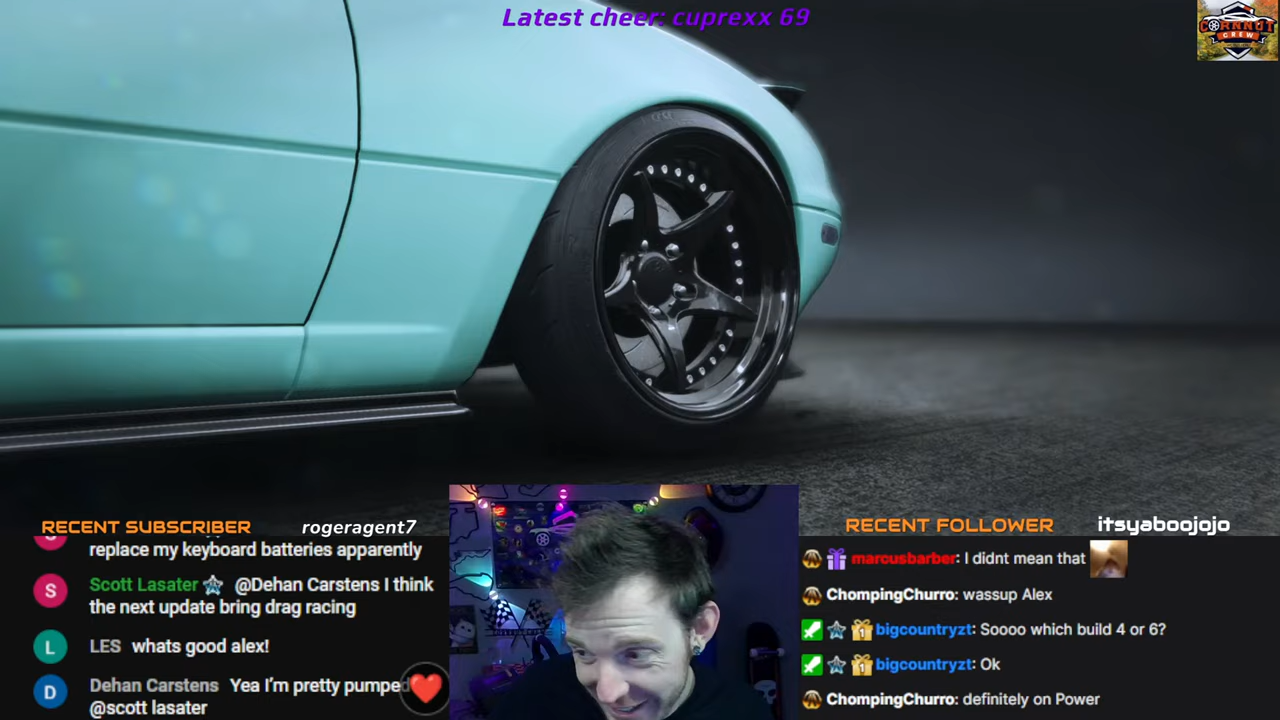 Latest cheer: cuprexx 69
CORNNUT
CREW
RECENT SUBSCRIBER rogeragent7
replace my keyboard batteries apparently
S Scott Lasater @Dehan Carstens I think
the next update bring drag racing
L LES whats good alex!
D Dehan Carstens Yea I'm pretty pumped
@scott lasater
RECENT FOLLOWER itsyaboojojo
marcusbarber: I didnt mean that
ChompingChurro: wassup Alex
bigcountryzt: Soooo which build 4 or 6?
bigcountryzt: Ok
ChompingChurro: definitely on Power